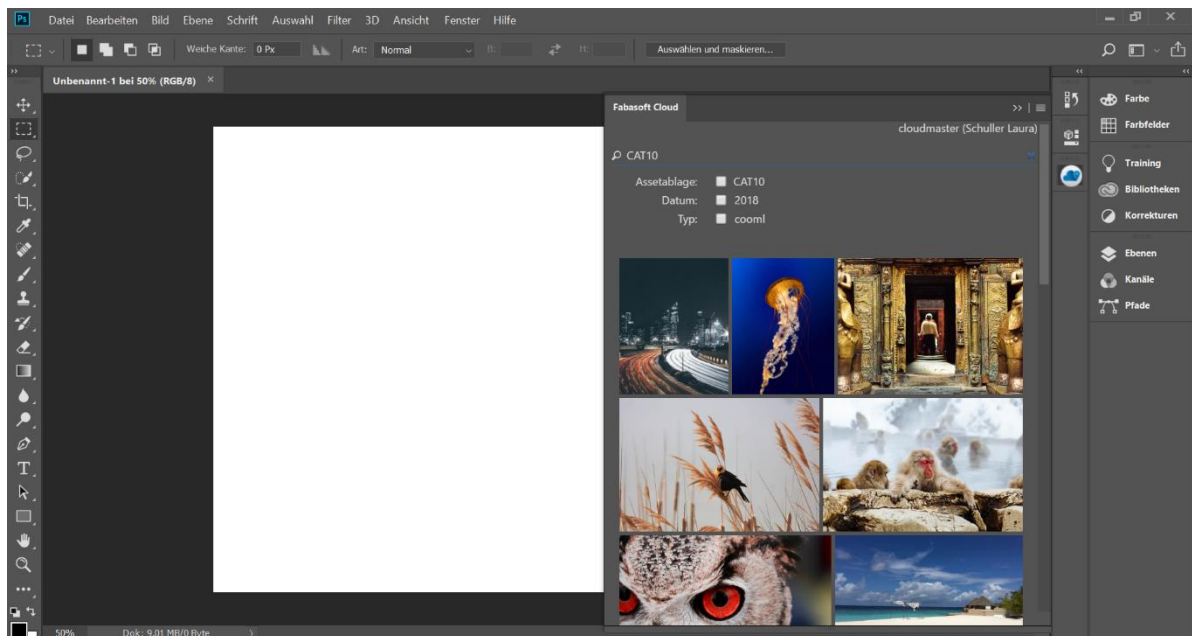 Ps Datei Bearbeiten Bild Ebene Schrift Auswahl Filter 3D Ansicht Fenster Hilfe
Weiche Kante: 0 Px Art: Normal B: H: Auswählen und maskieren...
Unbenannt-1 bei 50% (RGB/8) ×
Fabasoft Cloud
cloudmaster (Schuller Laura)
CAT10
Assetablage: CAT10
Datum: 2018
Typ: cooml
Farbe
Farbfelder
Training
Bibliotheken
Korrekturen
Ebenen
Kanäle
Pfade
50% Dok: 9,01 MB/0 Byte